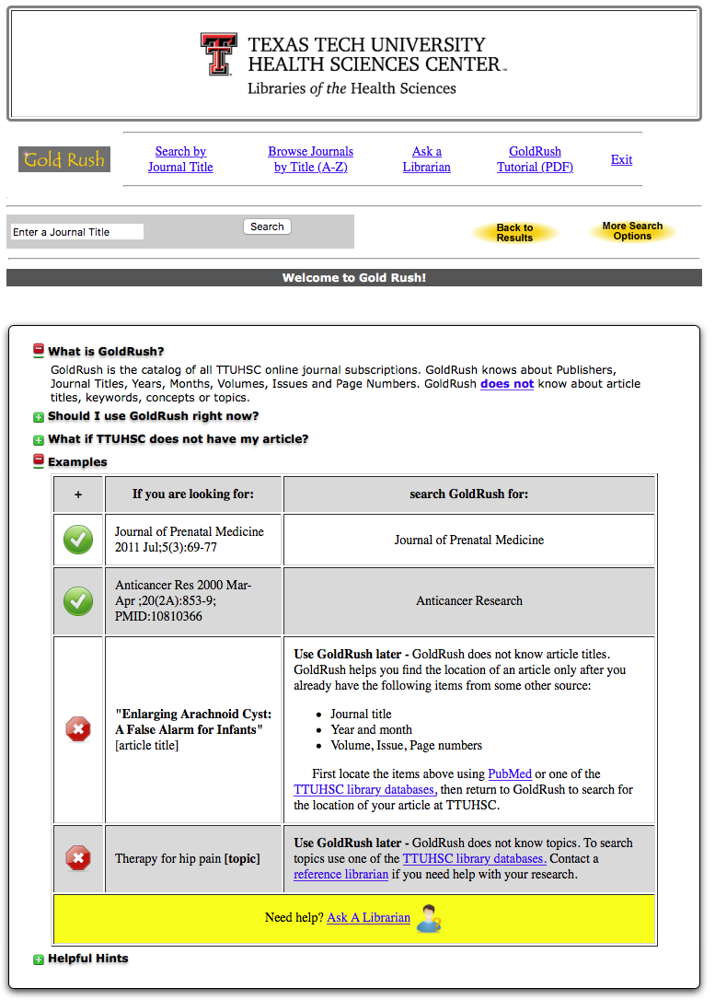 TEXAS TECH UNIVERSITY
HEALTH SCIENCES CENTER™
Libraries of the Health Sciences
Gold Rush
Search by
Journal Title
Browse Journals
by Title (A-Z)
Ask a
Librarian
GoldRush
Tutorial (PDF)
Exit
Enter a Journal Title
Search
Back to
Results
More Search
Options
Welcome to Gold Rush!
What is GoldRush?
GoldRush is the catalog of all TTUHSC online journal subscriptions. GoldRush knows about Publishers,
Journal Titles, Years, Months, Volumes, Issues and Page Numbers. GoldRush does not know about article
titles, keywords, concepts or topics.
Should I use GoldRush right now?
What if TTUHSC does not have my article?
Examples
+
If you are looking for:
search GoldRush for:
Journal of Prenatal Medicine
2011 Jul;5(3):69-77
Journal of Prenatal Medicine
Anticancer Res 2000 Mar-
Apr ;20(2A):853-9;
PMID:10810366
Anticancer Research
"Enlarging Arachnoid Cyst:
A False Alarm for Infants"
[article title]
Use GoldRush later - GoldRush does not know article titles.
GoldRush helps you find the location of an article only after you
already have the following items from some other source:
• Journal title
• Year and month
• Volume, Issue, Page numbers
First locate the items above using PubMed or one of the
TTUHSC library databases, then return to GoldRush to search for
the location of your article at TTUHSC.
Therapy for hip pain [topic]
Use GoldRush later - GoldRush does not know topics. To search
topics use one of the TTUHSC library databases. Contact a
reference librarian if you need help with your research.
Need help? Ask A Librarian
Helpful Hints